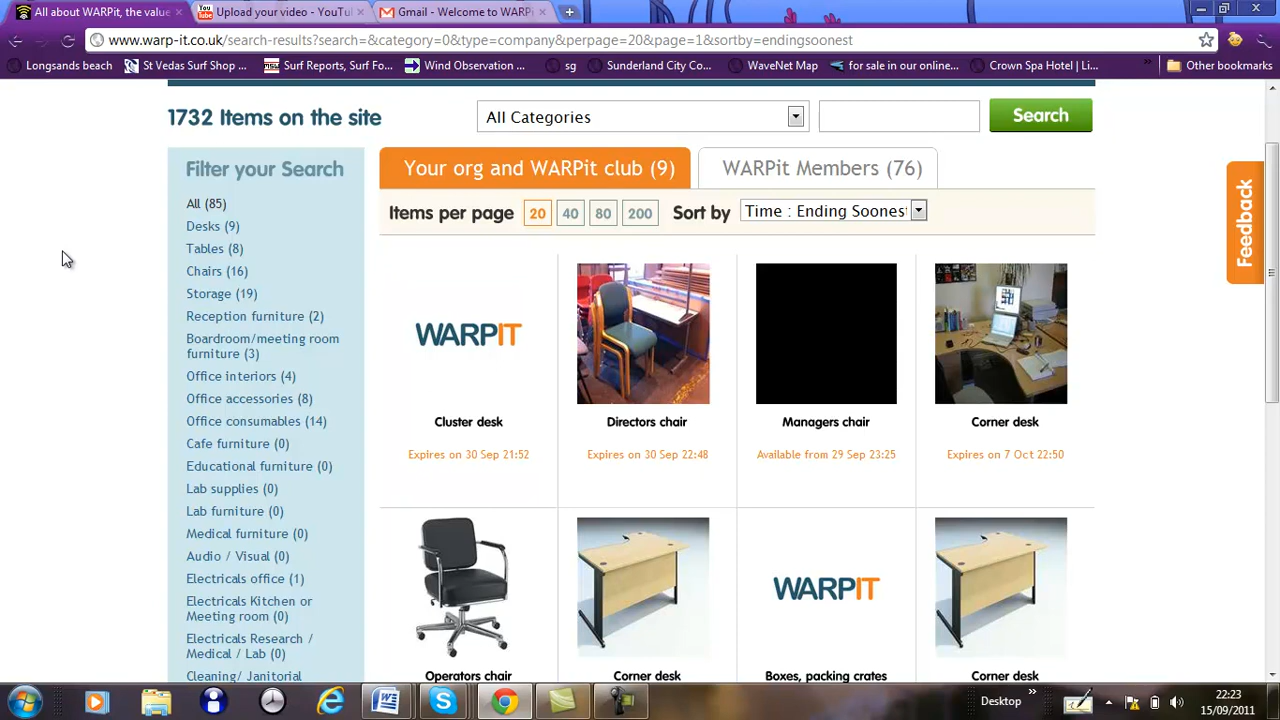 All about WARPit, the value
Upload your video - YouTu
Gmail - Welcome to WARPi
www.warp-it.co.uk/search-results?search=&category=0&type=company&perpage=20&page=1&sortby=endingsoonest
Longsands beach
St Vedas Surf Shop ...
Surf Reports, Surf Fo...
Wind Observation ...
sg
Sunderland City Co...
WaveNet Map
for sale in our online...
Crown Spa Hotel | Li...
Other bookmarks
1732 Items on the site
All Categories
Search
Filter your Search
All (85)
Desks (9)
Tables (8)
Chairs (16)
Storage (19)
Reception furniture (2)
Boardroom/meeting room
furniture (3)
Office interiors (4)
Office accessories (8)
Office consumables (14)
Cafe furniture (0)
Educational furniture (0)
Lab supplies (0)
Lab furniture (0)
Medical furniture (0)
Audio / Visual (0)
Electricals office (1)
Electricals Kitchen or
Meeting room (0)
Electricals Research /
Medical / Lab (0)
Cleaning/ Janitorial
Your org and WARPit club (9)
WARPit Members (76)
Items per page 20 40 80 200 Sort by Time : Ending Soonest
WARPIT
Cluster desk
Expires on 30 Sep 21:52
Directors chair
Expires on 30 Sep 22:48
Managers chair
Available from 29 Sep 23:25
Corner desk
Expires on 7 Oct 22:50
Operators chair
Corner desk
WARPIT
Boxes, packing crates
Corner desk
Feedback
Desktop
22:23
15/09/2011